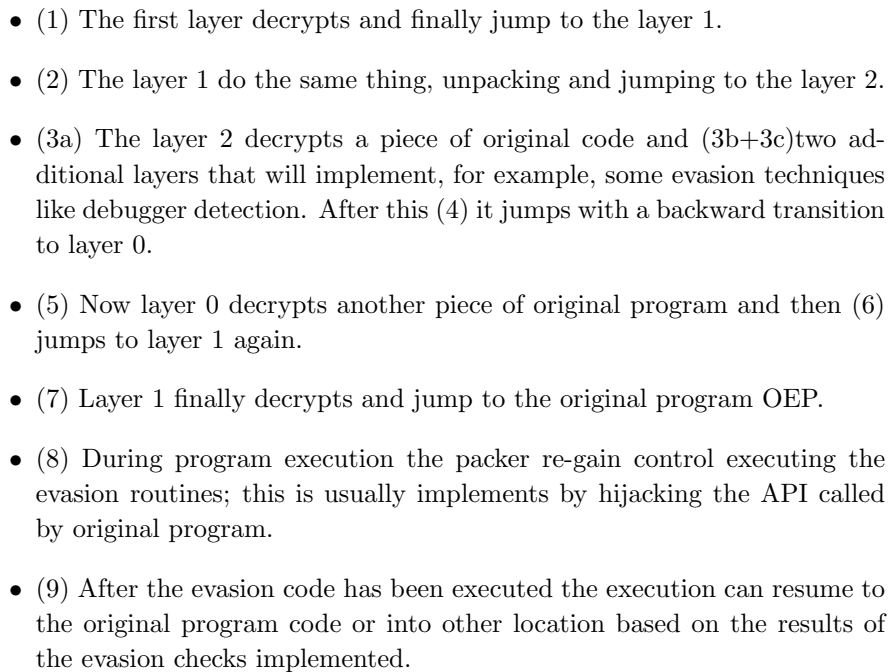 • (1) The first layer decrypts and finally jump to the layer 1.
• (2) The layer 1 do the same thing, unpacking and jumping to the layer 2.
• (3a) The layer 2 decrypts a piece of original code and (3b+3c)two ad-
ditional layers that will implement, for example, some evasion techniques
like debugger detection. After this (4) it jumps with a backward transition
to layer 0.
• (5) Now layer 0 decrypts another piece of original program and then (6)
jumps to layer 1 again.
• (7) Layer 1 finally decrypts and jump to the original program OEP.
• (8) During program execution the packer re-gain control executing the
evasion routines; this is usually implements by hijacking the API called
by original program.
• (9) After the evasion code has been executed the execution can resume to
the original program code or into other location based on the results of
the evasion checks implemented.